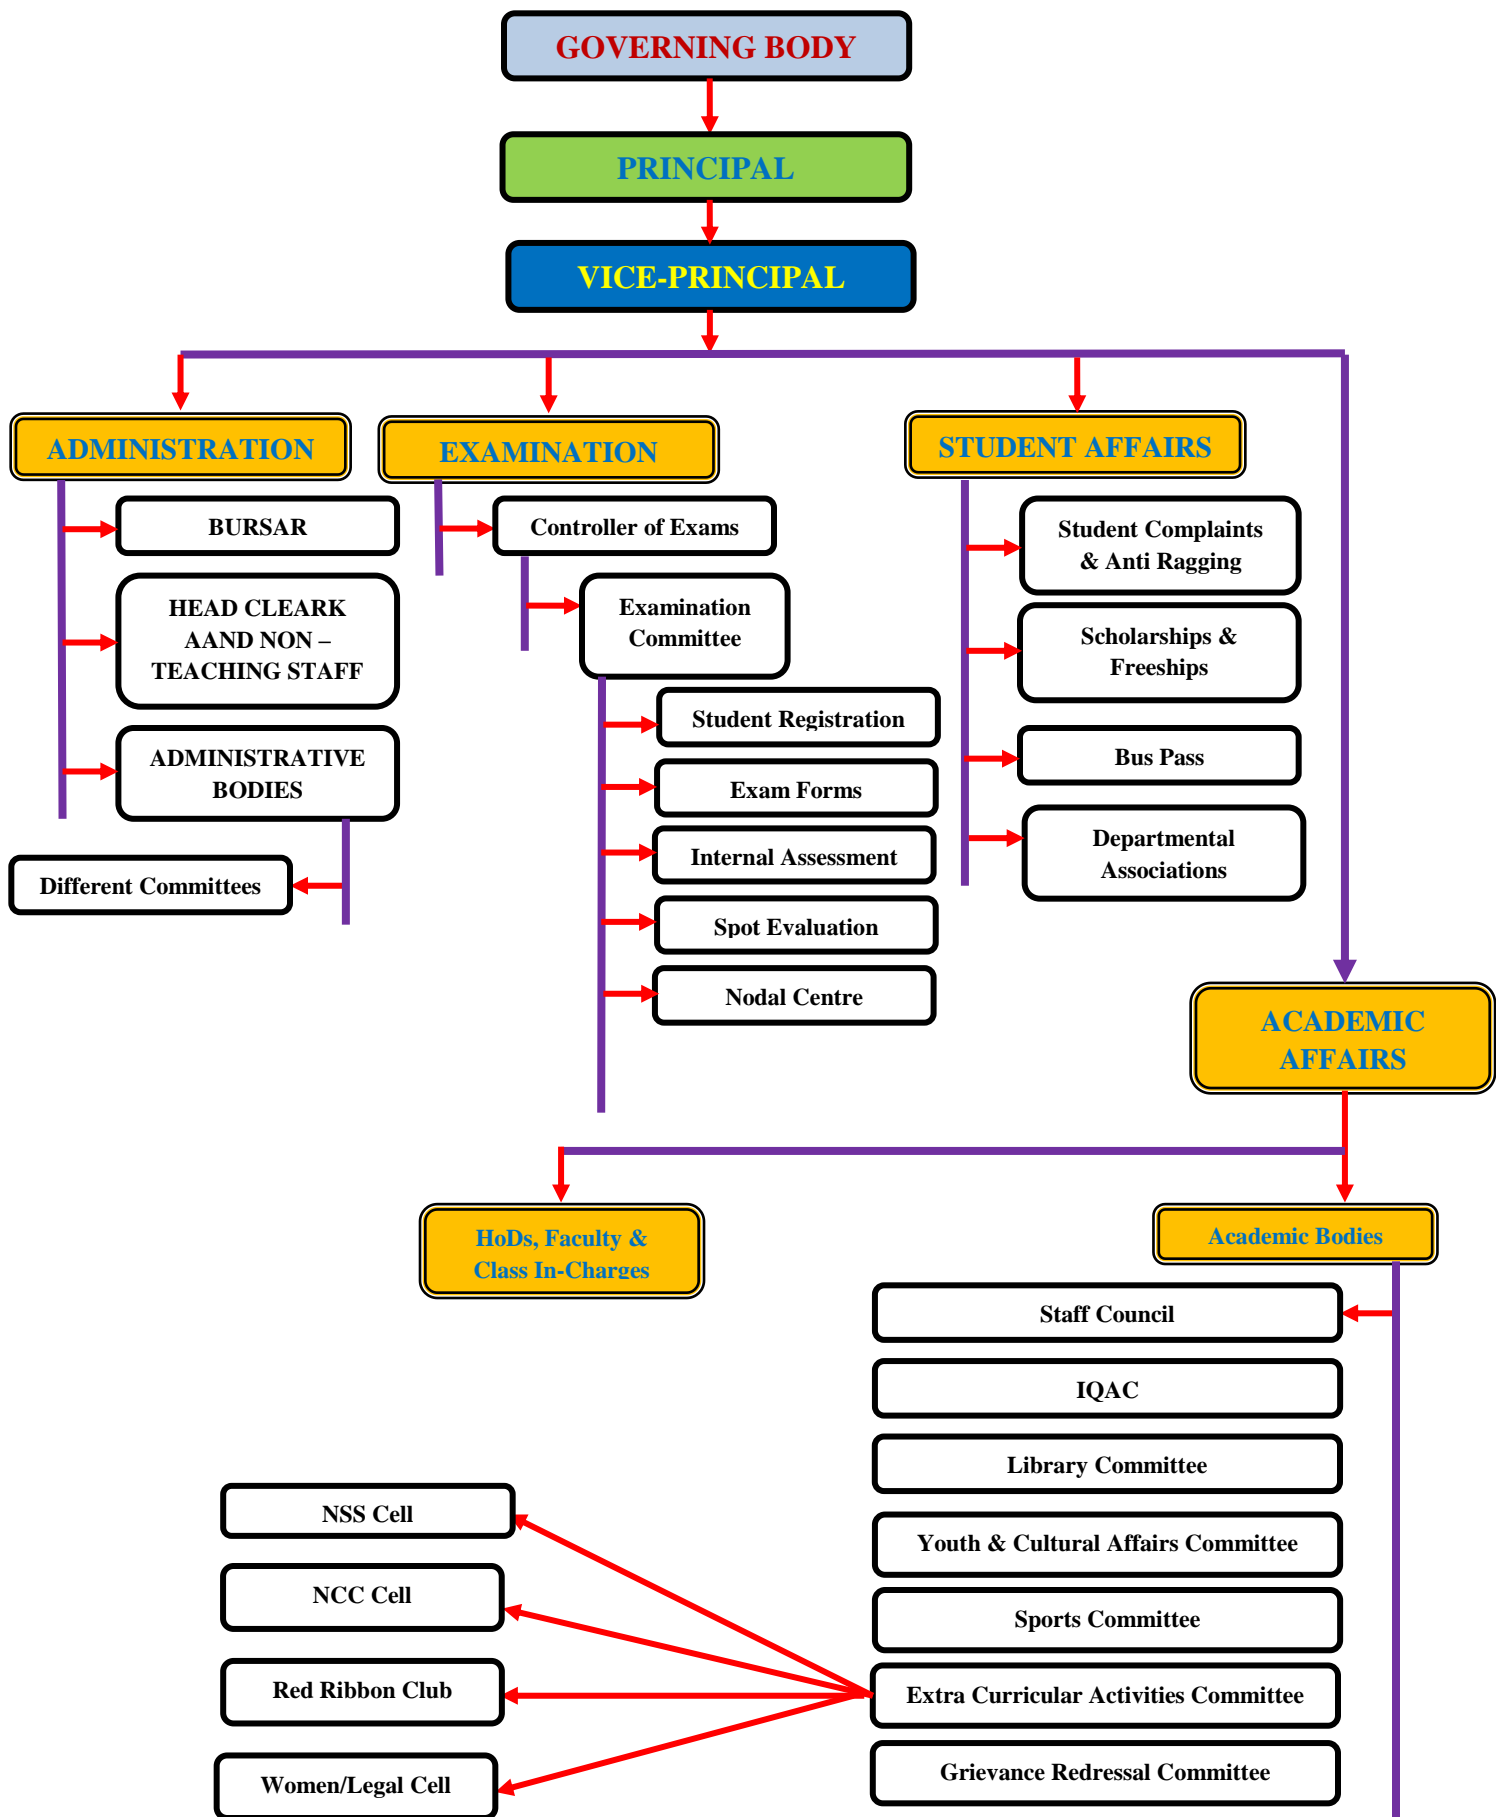 GOVERNING BODY
PRINCIPAL
VICE-PRINCIPAL
ADMINISTRATION
BURSAR
HEAD CLEARK
AAND NON –
TEACHING STAFF
ADMINISTRATIVE
BODIES
Different Committees
EXAMINATION
Controller of Exams
Examination
Committee
Student Registration
Exam Forms
Internal Assessment
Spot Evaluation
Nodal Centre
STUDENT AFFAIRS
Student Complaints
& Anti Ragging
Scholarships &
Freeships
Bus Pass
Departmental
Associations
ACADEMIC
AFFAIRS
HoDs, Faculty &
Class In-Charges
Academic Bodies
Staff Council
IQAC
Library Committee
Youth & Cultural Affairs Committee
Sports Committee
Extra Curricular Activities Committee
Grievance Redressal Committee
NSS Cell
NCC Cell
Red Ribbon Club
Women/Legal Cell